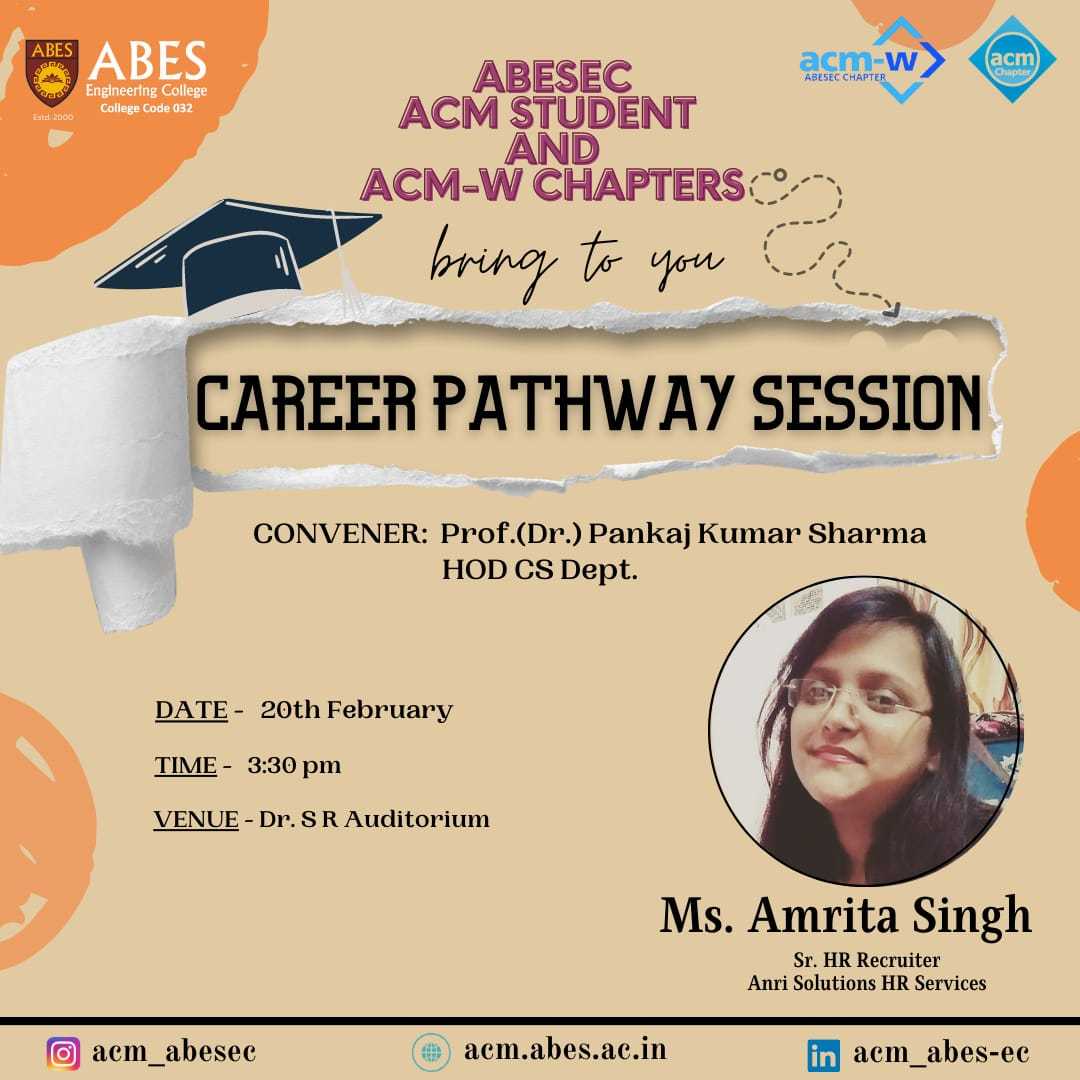 ABES
ABES
Engineering College
College Code 032
Estd. 2000
acm-w
ABESEC CHAPTER
acm
Chapter
ABESEC
ACM STUDENT
AND
ACM-W CHAPTERS
bring to you
CAREER PATHWAY SESSION
CONVENER: Prof.(Dr.) Pankaj Kumar Sharma
HOD CS Dept.
DATE - 20th February
TIME - 3:30 pm
VENUE - Dr. S R Auditorium
Ms. Amrita Singh
Sr. HR Recruiter
Anri Solutions HR Services
acm_abesec
acm.abes.ac.in
in acm_abes-ec